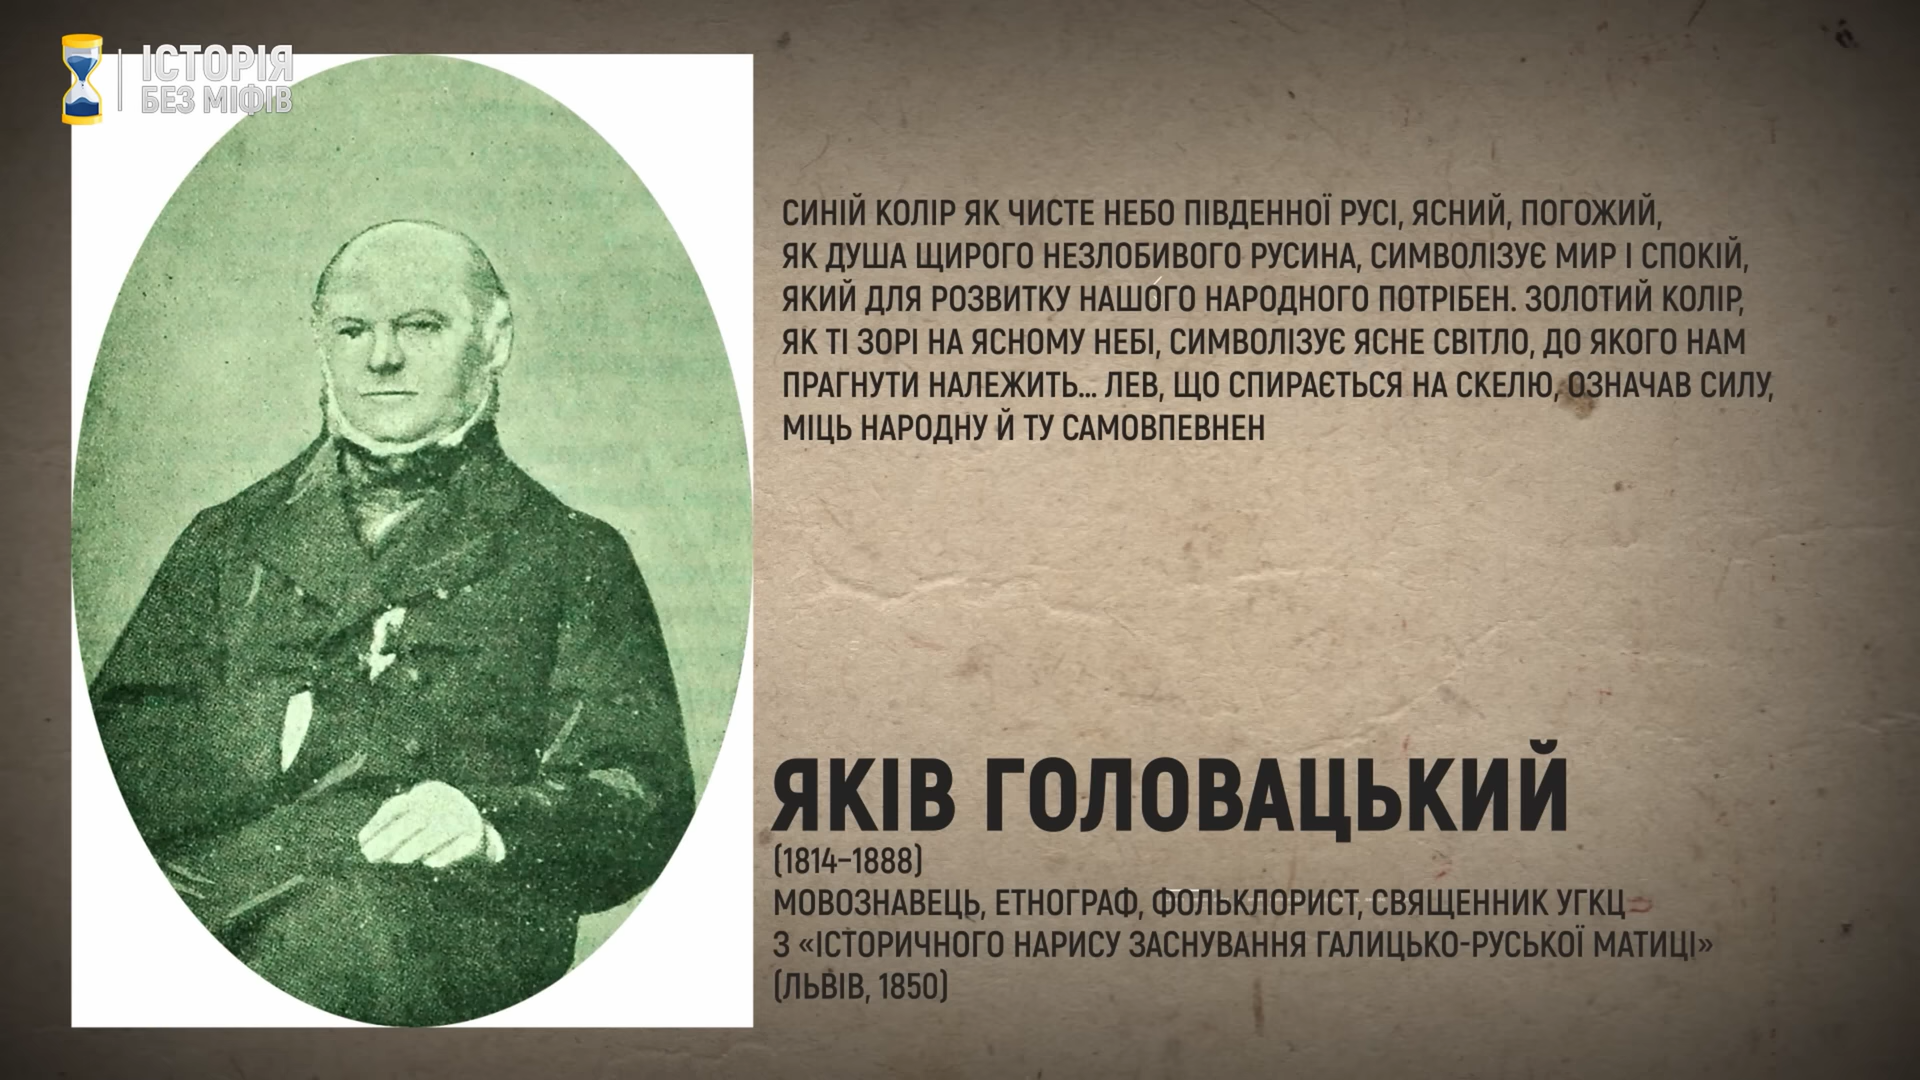 ІСТОРІЯ
БЕЗ МІФІВ
СИНІЙ КОЛІР ЯК ЧИСТЕ НЕБО ПІВДЕННОЇ РУСІ, ЯСНИЙ, ПОГОЖИЙ,
ЯК ДУША ЩИРОГО НЕЗЛОБИВОГО РУСИНА, СИМВОЛІЗУЄ МИР І СПОКІЙ,
ЯКИЙ ДЛЯ РОЗВИТКУ НАШОГО НАРОДНОГО ПОТРІБЕН. ЗОЛОТИЙ КОЛІР,
ЯК ТІ ЗОРІ НА ЯСНОМУ НЕБІ, СИМВОЛІЗУЄ ЯСНЕ СВІТЛО, ДО ЯКОГО НАМ
ПРАГНУТИ НАЛЕЖИТЬ... ЛЕВ, ЩО СПИРАЄТЬСЯ НА СКЕЛЮ, ОЗНАЧАВ СИЛУ,
МІЦЬ НАРОДНУ Й ТУ САМОВПЕВНЕН
ЯКІВ ГОЛОВАЦЬКИЙ
(1814–1888)
МОВОЗНАВЕЦЬ, ЕТНОГРАФ, ФОЛЬКЛОРИСТ, СВЯЩЕННИК УГКЦ
З «ІСТОРИЧНОГО НАРИСУ ЗАСНУВАННЯ ГАЛИЦЬКО-РУСЬКОЇ МАТИЦІ»
(ЛЬВІВ, 1850)